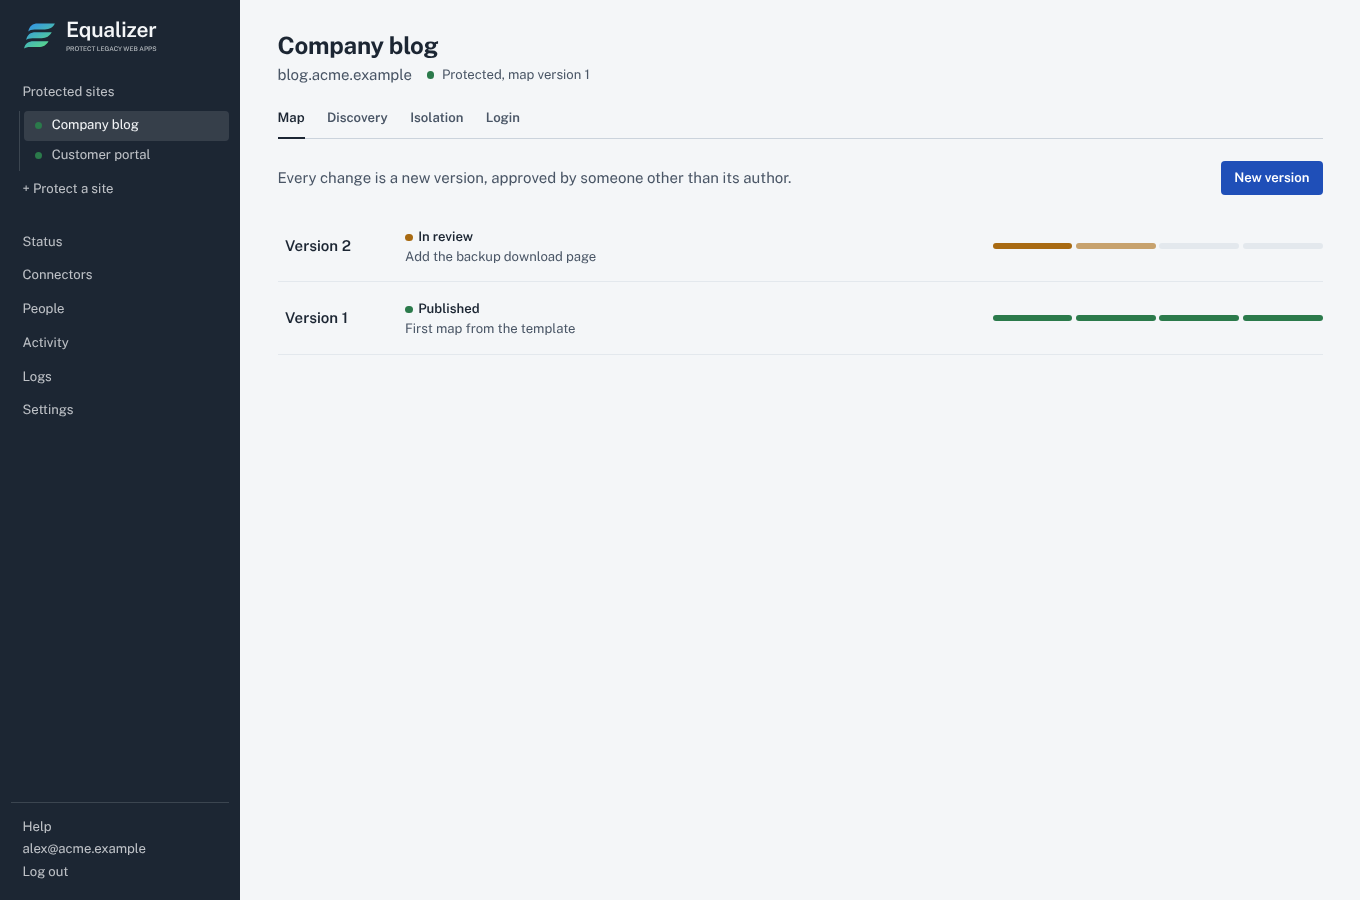 Equalizer
PROTECT LEGACY WEB APPS
Protected sites
Company blog
Customer portal
+ Protect a site
Status
Connectors
People
Activity
Logs
Settings
Help
alex@acme.example
Log out
Company blog
blog.acme.example
Protected, map version 1
Map
Discovery
Isolation
Login
Every change is a new version, approved by someone other than its author.
New version
Version 2
In review
Add the backup download page
Version 1
Published
First map from the template